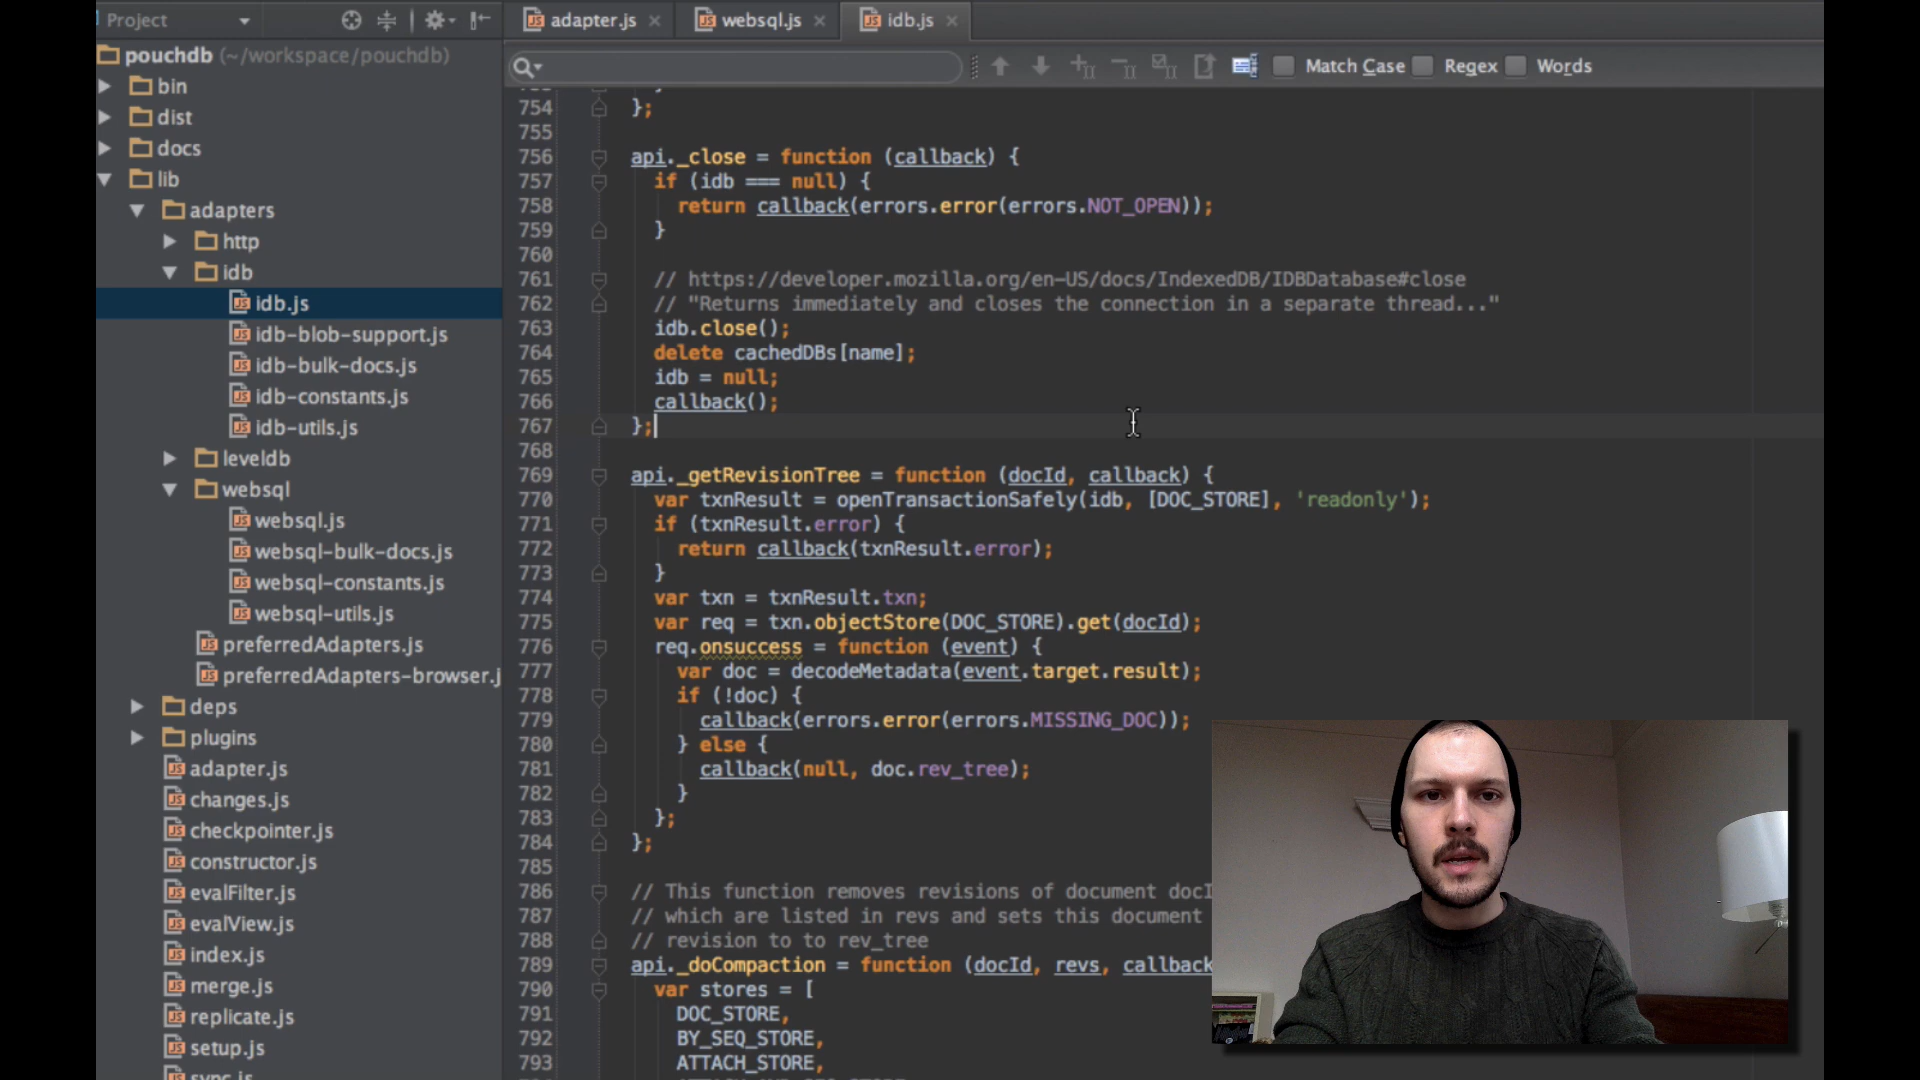 Project
adapter.js
websql.js
idb.js
Match Case
Regex
Words
pouchdb (~/workspace/pouchdb)
bin
dist
docs
lib
adapters
http
idb
idb.js
idb-blob-support.js
idb-bulk-docs.js
idb-constants.js
idb-utils.js
leveldb
websql
websql.js
websql-bulk-docs.js
websql-constants.js
websql-utils.js
preferredAdapters.js
preferredAdapters-browser.j
deps
plugins
adapter.js
changes.js
checkpointer.js
constructor.js
evalFilter.js
evalView.js
index.js
merge.js
replicate.js
setup.js
sync.js
754 };
755
756 api._close = function (callback) {
757 if (idb === null) {
758 return callback(errors.error(errors.NOT_OPEN));
759 }
760
761 // https://developer.mozilla.org/en-US/docs/IndexedDB/IDBDatabase#close
762 // "Returns immediately and closes the connection in a separate thread..."
763 idb.close();
764 delete cachedDBs[name];
765 idb = null;
766 callback();
767 };
768
769 api._getRevisionTree = function (docId, callback) {
770 var txnResult = openTransactionSafely(idb, [DOC_STORE], 'readonly');
771 if (txnResult.error) {
772 return callback(txnResult.error);
773 }
774 var txn = txnResult.txn;
775 var req = txn.objectStore(DOC_STORE).get(docId);
776 req.onsuccess = function (event) {
777 var doc = decodeMetadata(event.target.result);
778 if (!doc) {
779 callback(errors.error(errors.MISSING_DOC));
780 } else {
781 callback(null, doc.rev_tree);
782 }
783 };
784 };
785
786 // This function removes revisions of document docI
787 // which are listed in revs and sets this document
788 // revision to to rev_tree
789 api._doCompaction = function (docId, revs, callback
790 var stores = [
791 DOC_STORE,
792 BY_SEQ_STORE,
793 ATTACH_STORE,